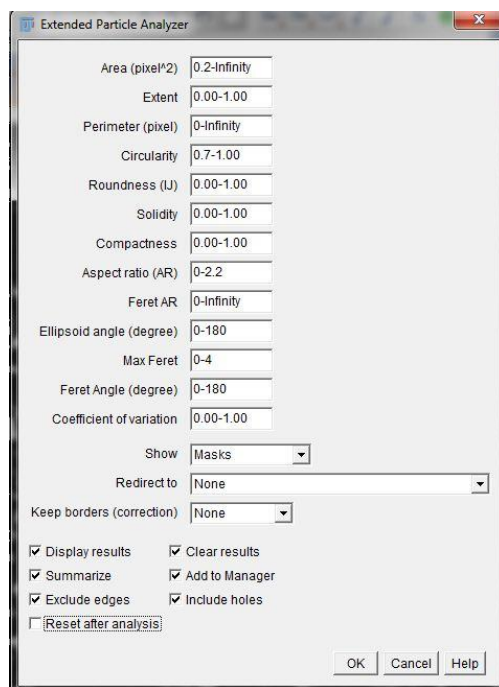 Extended Particle Analyzer
Area (pixel^2) 0.2-Infinity
Extent 0.00-1.00
Perimeter (pixel) 0-Infinity
Circularity 0.7-1.00
Roundness (IJ) 0.00-1.00
Solidity 0.00-1.00
Compactness 0.00-1.00
Aspect ratio (AR) 0-2.2
Feret AR 0-Infinity
Ellipsoid angle (degree) 0-180
Max Feret 0-4
Feret Angle (degree) 0-180
Coefficient of variation 0.00-1.00
Show Masks
Redirect to None
Keep borders (correction) None
Display results Clear results
Summarize Add to Manager
Exclude edges Include holes
Reset after analysis
OK Cancel Help